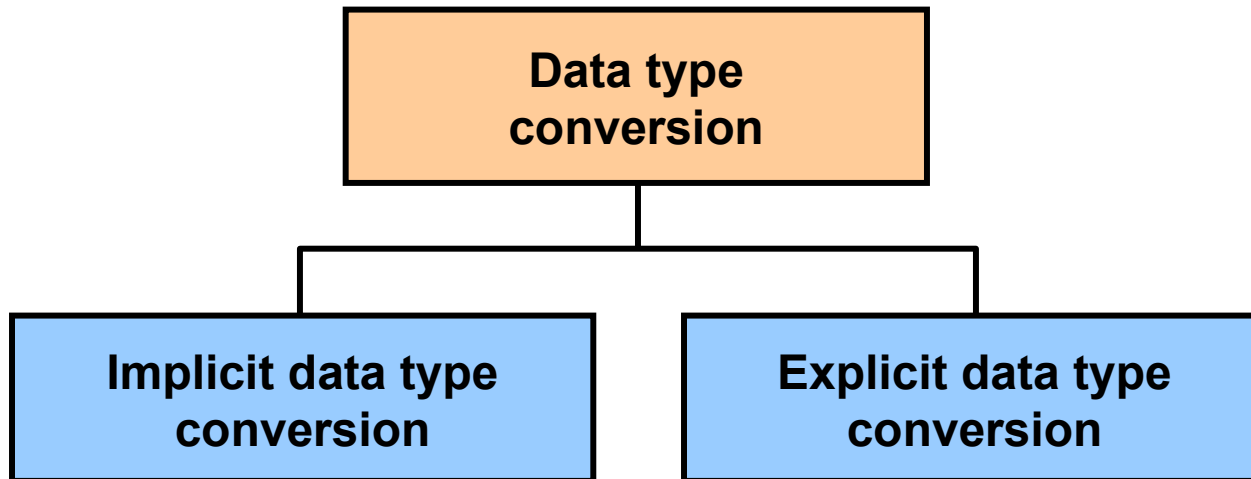 Data type
conversion
Implicit data type
conversion
Explicit data type
conversion